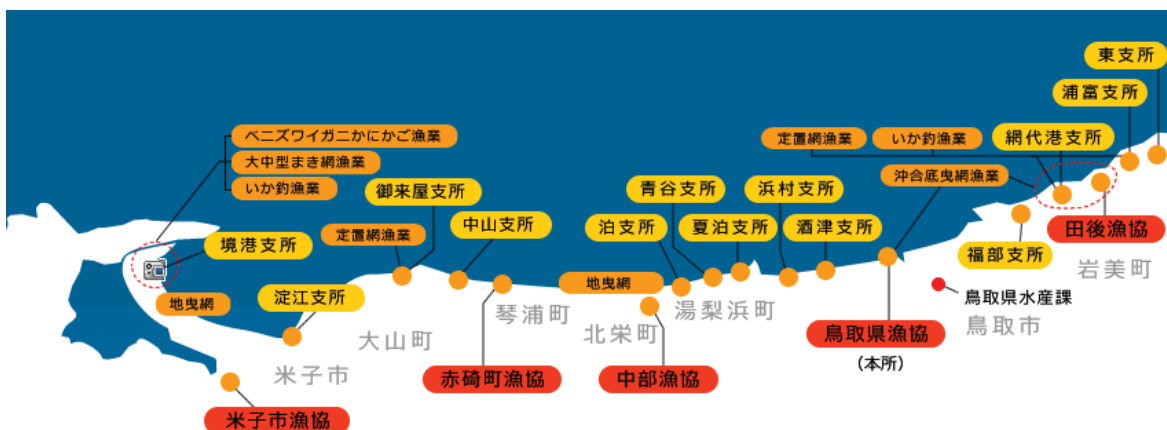 東支所
浦富支所
ベニズワイガニかにかご漁業
定置網漁業
いか釣漁業
網代港支所
大中型まき網漁業
沖合底曳網漁業
いか釣漁業
御来屋支所
青谷支所
浜村支所
中山支所
泊支所
夏泊支所
酒津支所
田後漁協
定置網漁業
境港支所
福部支所
岩美町
地曳網
地曳網
淀江支所
鳥取県水産課
琴浦町
湯梨浜町
鳥取市
大山町
北栄町
鳥取県漁協
(本所)
米子市
赤碕町漁協
中部漁協
米子市漁協